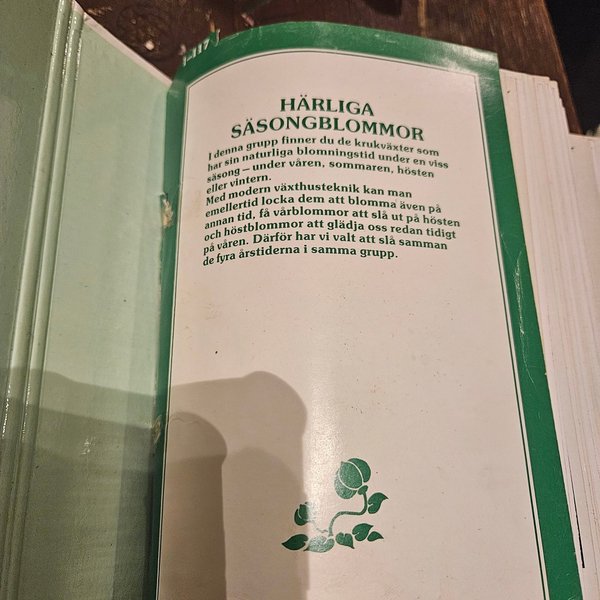 1-117
HÄRLIGA
SÄSONGBLOMMOR
I denna grupp finner du de krukväxter som
har sin naturliga blomningstid under en viss
säsong – under våren, sommaren, hösten
eller vintern.
Med modern växthusteknik kan man
emellertid locka dem att blomma även på
annan tid, få vårblommor att slå ut på hösten
och höstblommor att glädja oss redan tidigt
på våren. Därför har vi valt att slå samman
de fyra årstiderna i samma grupp.